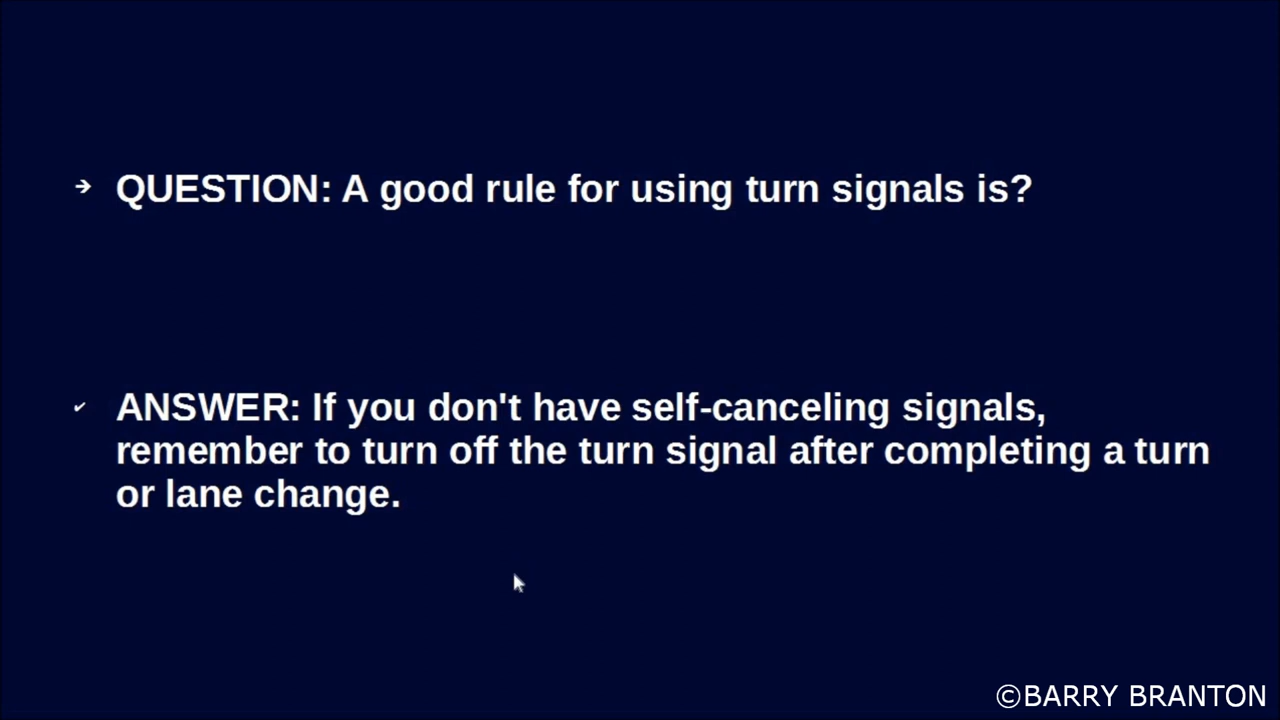 ➔ QUESTION: A good rule for using turn signals is?
✔ ANSWER: If you don't have self-canceling signals,
remember to turn off the turn signal after completing a turn
or lane change.
©BARRY BRANTON